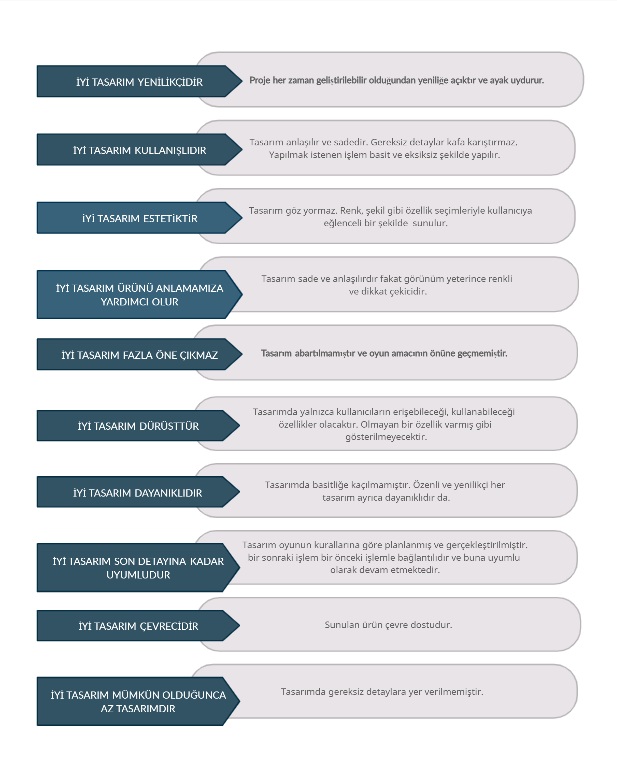 İYİ TASARIM YENİLİKÇİDİR
Proje her zaman geliştirilebilir olduğundan yeniliğe açıktır ve ayak uydurur.
İYİ TASARIM KULLANIŞLIDIR
Tasarım anlaşılır ve sadedir. Gereksiz detaylar kafa karıştırmaz.
Yapılmak istenen işlem basit ve eksiksiz şekilde yapılır.
İYİ TASARIM ESTETİKTİR
Tasarım göz yormaz. Renk, şekil gibi özellik seçimleriyle kullanıcıya
eğlenceli bir şekilde sunulur.
İYİ TASARIM ÜRÜNÜ ANLAMAMIZA
YARDIMCI OLUR
Tasarım sade ve anlaşılırdır fakat görünüm yeterince renkli
ve dikkat çekicidir.
İYİ TASARIM FAZLA ÖNE ÇIKMAZ
Tasarım abartılmamıştır ve oyun amacının önüne geçmemiştir.
İYİ TASARIM DÜRÜSTTÜR
Tasarımda yalnızca kullanıcıların erişebileceği, kullanabileceği
özellikler olacaktır. Olmayan bir özellik varmış gibi
gösterilmeyecektir.
İYİ TASARIM DAYANIKLIDIR
Tasarımda basitliğe kaçılmamıştır. Özenli ve yenilikçi her
tasarım ayrıca dayanıklıdır da.
İYİ TASARIM SON DETAYINA KADAR
UYUMLUDUR
Tasarım oyunun kurallarına göre planlanmış ve gerçekleştirilmiştir.
bir sonraki işlem bir önceki işlemle bağlantılıdır ve buna uyumlu
olarak devam etmektedir.
İYİ TASARIM ÇEVRECİDİR
Sunulan ürün çevre dostudur.
İYİ TASARIM MÜMKÜN OLDUĞUNCA
AZ TASARIMDIR
Tasarımda gereksiz detaylara yer verilmemiştir.